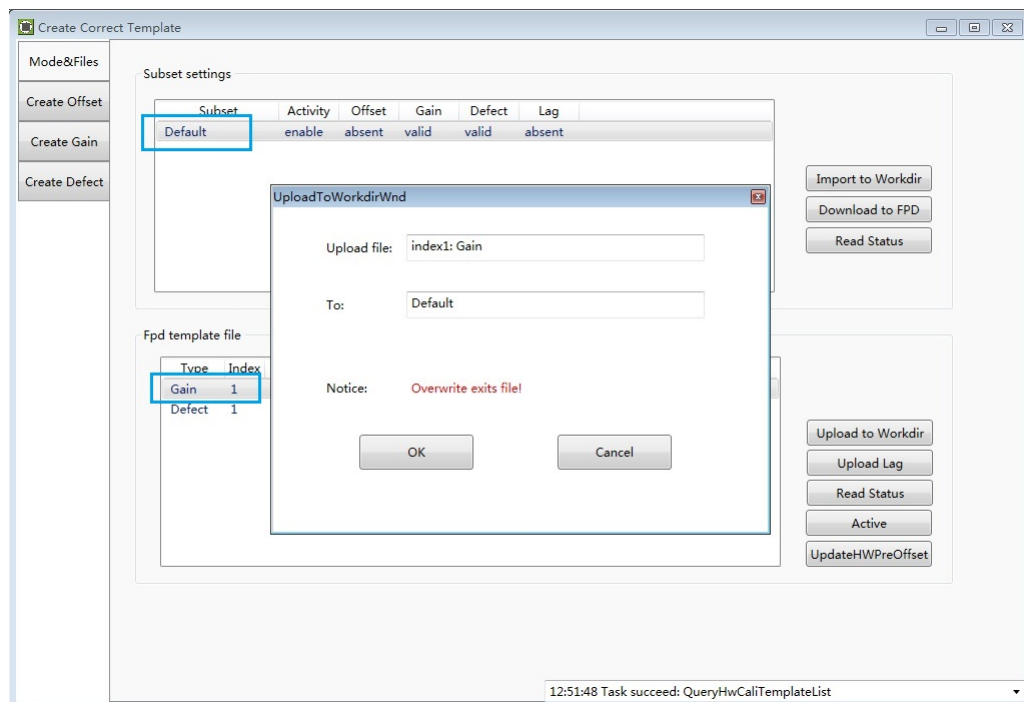 Create Correct Template
Mode&Files
Create Offset
Create Gain
Create Defect
Subset settings
Subset Activity Offset Gain Defect Lag
Default enable absent valid valid absent
Import to Workdir
Download to FPD
Read Status
UploadToWorkdirWnd
Upload file: index1: Gain
To: Default
Notice: Overwrite exits file!
OK Cancel
Fpd template file
Type Index
Gain 1
Defect 1
Upload to Workdir
Upload Lag
Read Status
Active
UpdateHWPreOffset
12:51:48 Task succeed: QueryHwCaliTemplateList